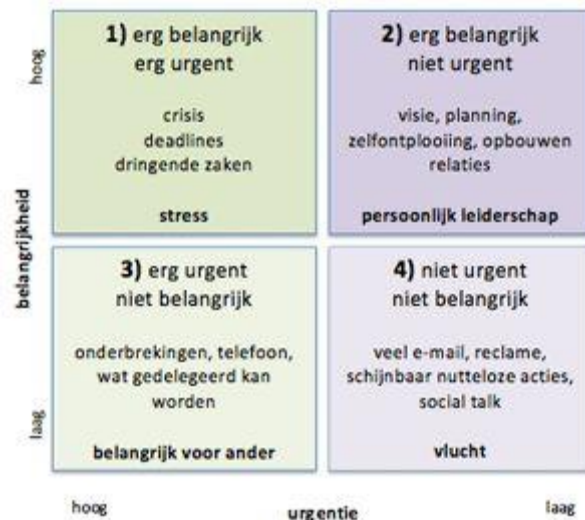 hoog
belangrijkheid
laag
1) erg belangrijk
erg urgent
crisis
deadlines
dringende zaken
stress
2) erg belangrijk
niet urgent
visie, planning,
zelfontplooiing, opbouwen
relaties
persoonlijk leiderschap
3) erg urgent
niet belangrijk
onderbrekingen, telefoon,
wat gedelegeerd kan
worden
belangrijk voor ander
4) niet urgent
niet belangrijk
veel e-mail, reclame,
schijnbaar nutteloze acties,
social talk
vlucht
hoog
urgentie
laag